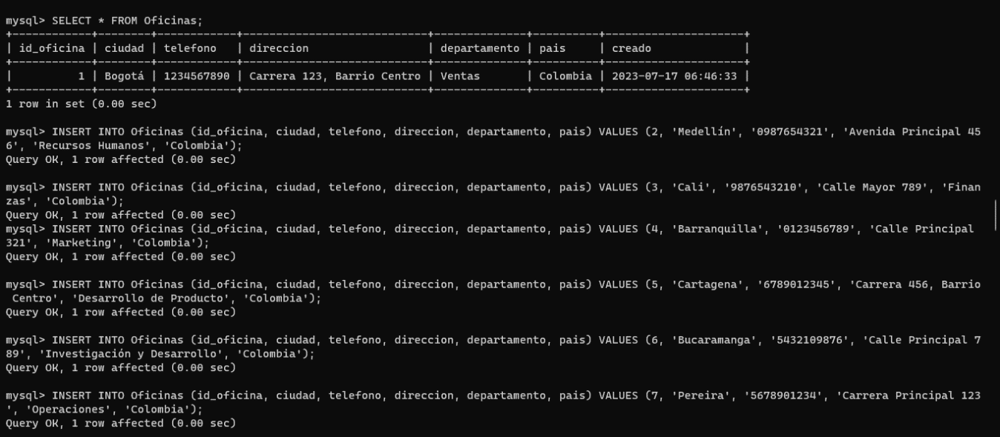 mysql> SELECT * FROM Oficinas;
+------------+--------+------------+----------------------------+--------------+----------+---------------------+
| id_oficina | ciudad | telefono   | direccion                  | departamento | pais     | creado              |
+------------+--------+------------+----------------------------+--------------+----------+---------------------+
|          1 | Bogotá | 1234567890 | Carrera 123, Barrio Centro | Ventas       | Colombia | 2023-07-17 06:46:33 |
+------------+--------+------------+----------------------------+--------------+----------+---------------------+
1 row in set (0.00 sec)
mysql> INSERT INTO Oficinas (id_oficina, ciudad, telefono, direccion, departamento, pais) VALUES (2, 'Medellín', '0987654321', 'Avenida Principal 45
6', 'Recursos Humanos', 'Colombia');
Query OK, 1 row affected (0.00 sec)
mysql> INSERT INTO Oficinas (id_oficina, ciudad, telefono, direccion, departamento, pais) VALUES (3, 'Cali', '9876543210', 'Calle Mayor 789', 'Finan
zas', 'Colombia');
Query OK, 1 row affected (0.00 sec)
mysql> INSERT INTO Oficinas (id_oficina, ciudad, telefono, direccion, departamento, pais) VALUES (4, 'Barranquilla', '0123456789', 'Calle Principal
321', 'Marketing', 'Colombia');
Query OK, 1 row affected (0.00 sec)
mysql> INSERT INTO Oficinas (id_oficina, ciudad, telefono, direccion, departamento, pais) VALUES (5, 'Cartagena', '6789012345', 'Carrera 456, Barrio
 Centro', 'Desarrollo de Producto', 'Colombia');
Query OK, 1 row affected (0.00 sec)
mysql> INSERT INTO Oficinas (id_oficina, ciudad, telefono, direccion, departamento, pais) VALUES (6, 'Bucaramanga', '5432109876', 'Calle Principal 7
89', 'Investigación y Desarrollo', 'Colombia');
Query OK, 1 row affected (0.00 sec)
mysql> INSERT INTO Oficinas (id_oficina, ciudad, telefono, direccion, departamento, pais) VALUES (7, 'Pereira', '5678901234', 'Carrera Principal 123
', 'Operaciones', 'Colombia');
Query OK, 1 row affected (0.00 sec)